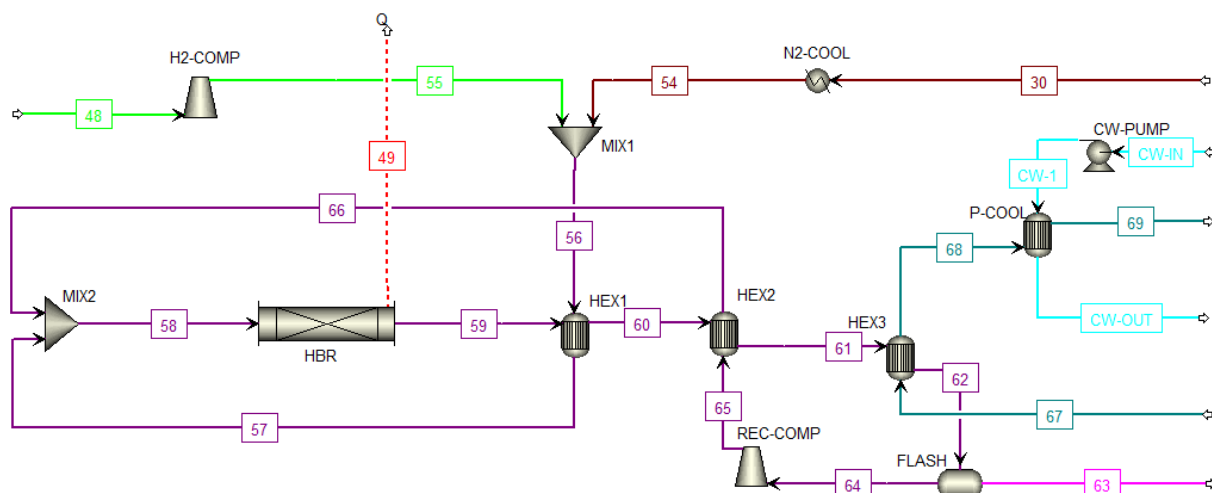 Q
H2-COMP
N2-COOL
55
54
30
48
CW-PUMP
MIX1
CW-IN
49
CW-1
66
P-COOL
69
56
68
MIX2
HEX1
HEX2
58
59
60
HEX3
CW-OUT
61
HBR
62
65
67
57
REC-COMP
FLASH
64
63